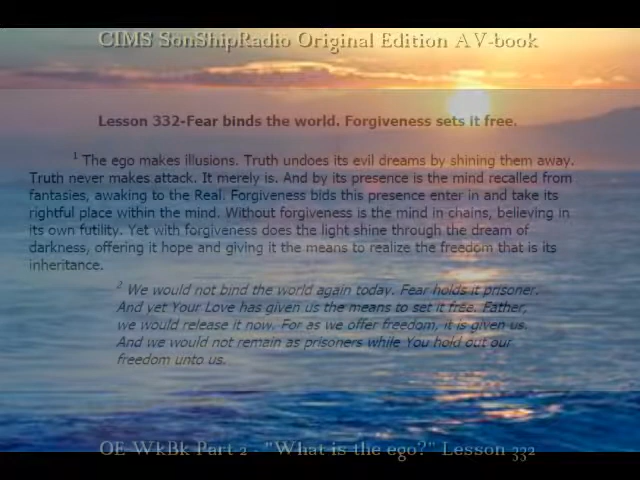 CIMS SonShipRadio Original Edition AV-book
Lesson 332-Fear binds the world. Forgiveness sets it free.
1 The ego makes illusions. Truth undoes its evil dreams by shining them away.
Truth never makes attack. It merely is. And by its presence is the mind recalled from
fantasies, awaking to the Real. Forgiveness bids this presence enter in and take its
rightful place within the mind. Without forgiveness is the mind in chains, believing in
its own futility. Yet with forgiveness does the light shine through the dream of
darkness, offering it hope and giving it the means to realize the freedom that is its
inheritance.
2 We would not bind the world again today. Fear holds it prisoner.
And yet Your Love has given us the means to set it free. Father,
we would release it now. For as we offer freedom, it is given us.
And we would not remain as prisoners while You hold out our
freedom unto us.
OE WkBk Part 2 - "What is the ego?" Lesson 332